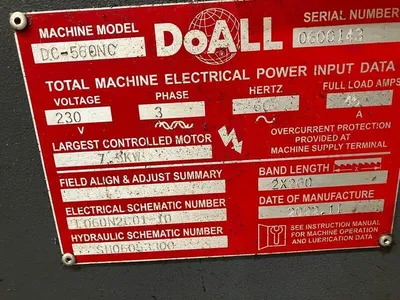 MACHINE MODEL
DC-560NC
DoALL
SERIAL NUMBER
0606143
TOTAL MACHINE ELECTRICAL POWER INPUT DATA
VOLTAGE
230
V
PHASE
3
HERTZ
60
FULL LOAD AMPS
A
LARGEST CONTROLLED MOTOR
OVERCURRENT PROTECTION
PROVIDED AT
MACHINE SUPPLY TERMINAL
FIELD ALIGN & ADJUST SUMMARY
ELECTRICAL SCHEMATIC NUMBER
HYDRAULIC SCHEMATIC NUMBER
BAND LENGTH
DATE OF MANUFACTURE
SEE INSTRUCTION MANUAL
FOR MACHINE OPERATION
AND LUBRICATION DATA